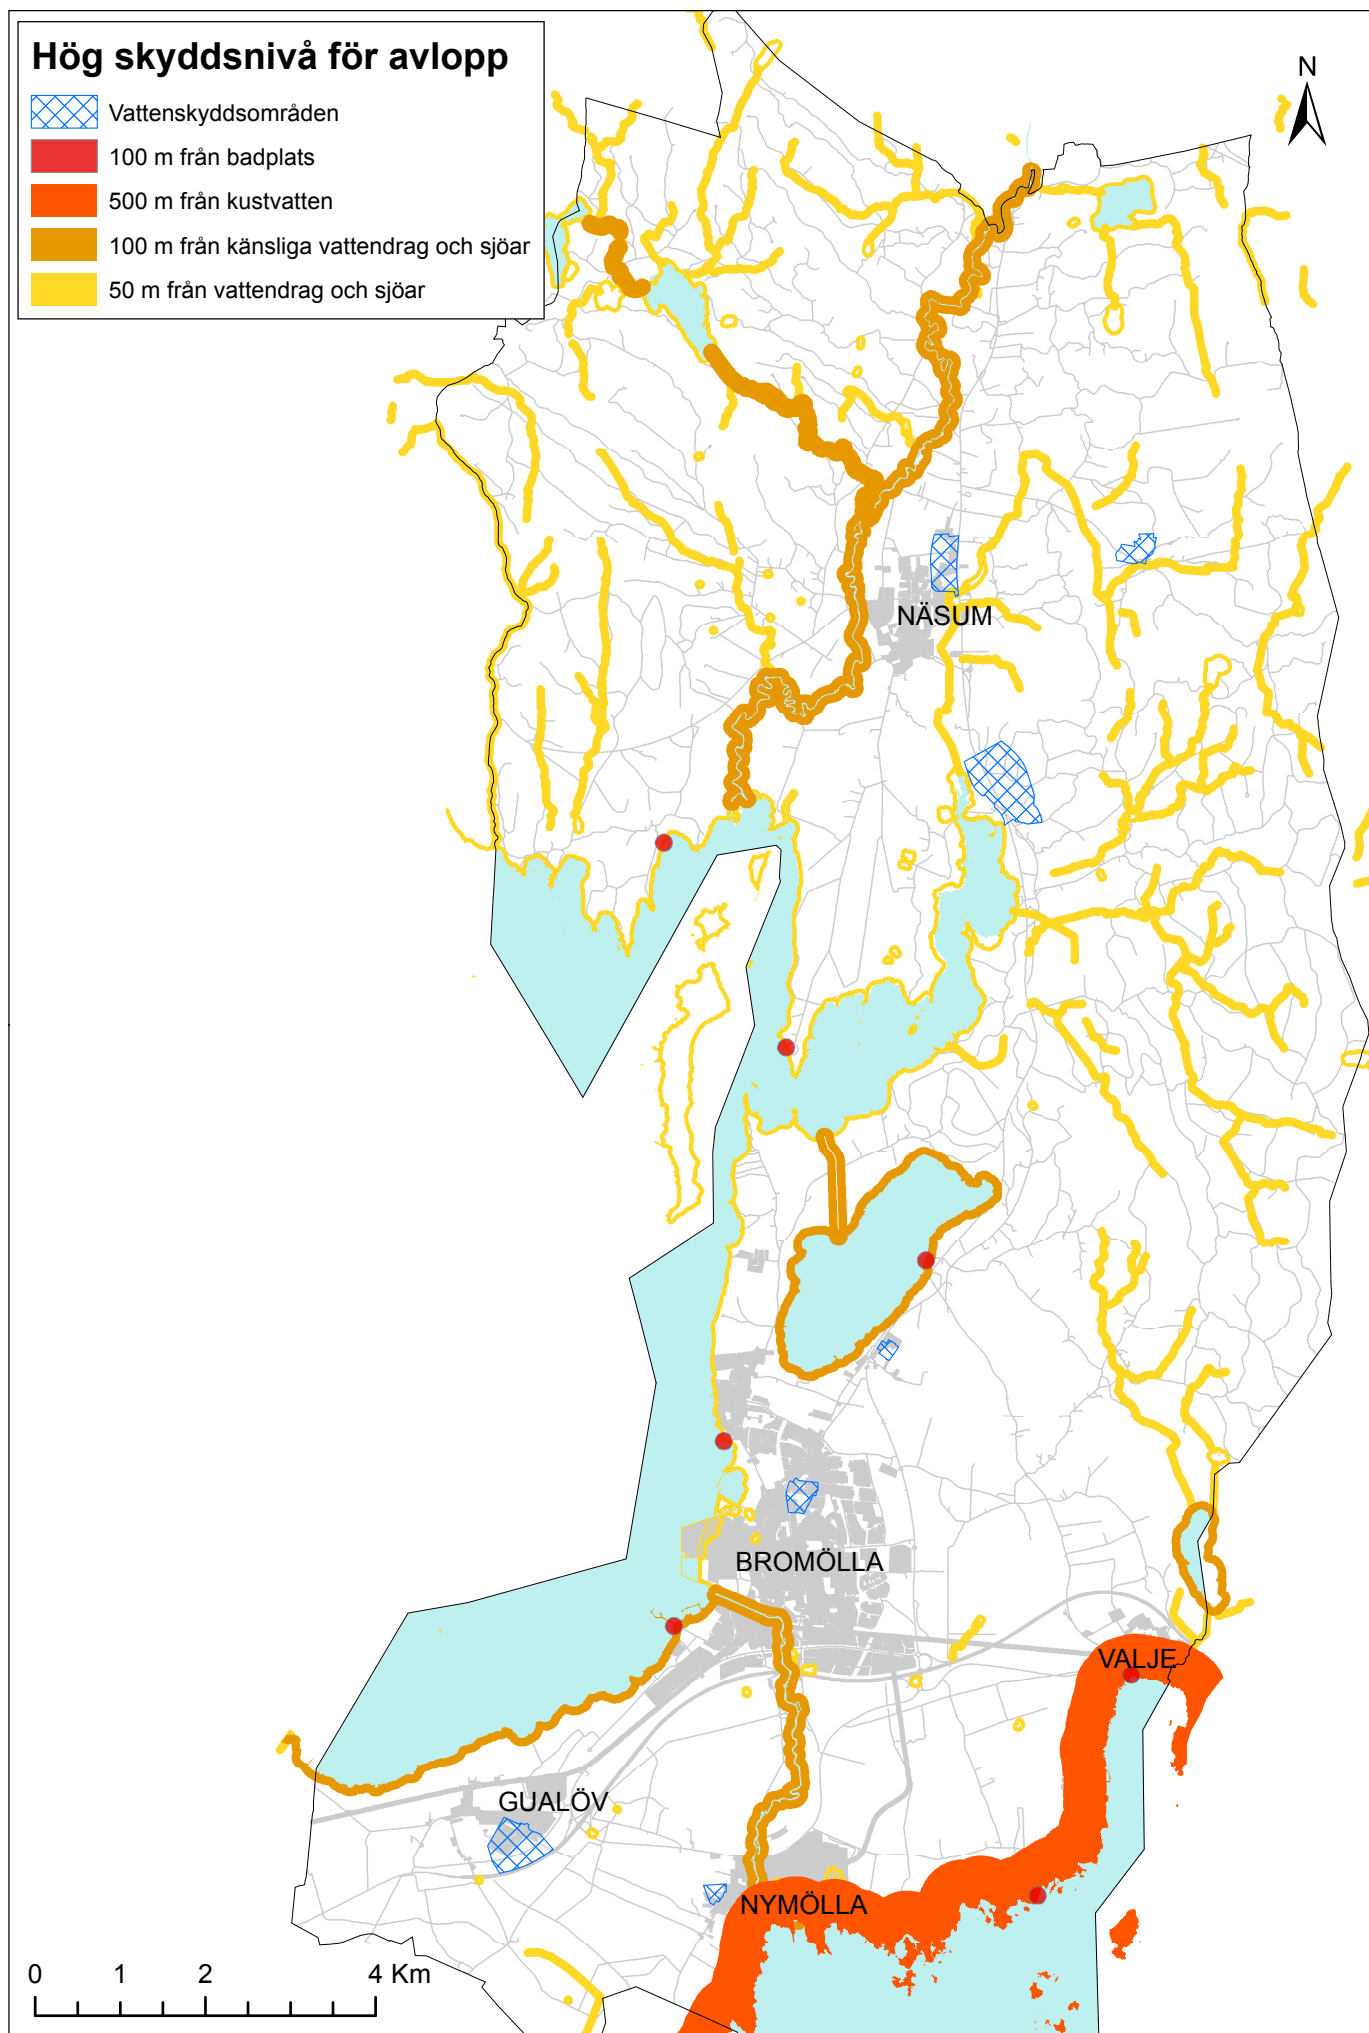 Hög skyddsnivå för avlopp
Vattenskyddsområden
100 m från badplats
500 m från kustvatten
100 m från känsliga vattendrag och sjöar
50 m från vattendrag och sjöar
N
NÄSUM
BROMÖLLA
VALJE
GUALÖV
NYMÖLLA
0 1 2 4 Km